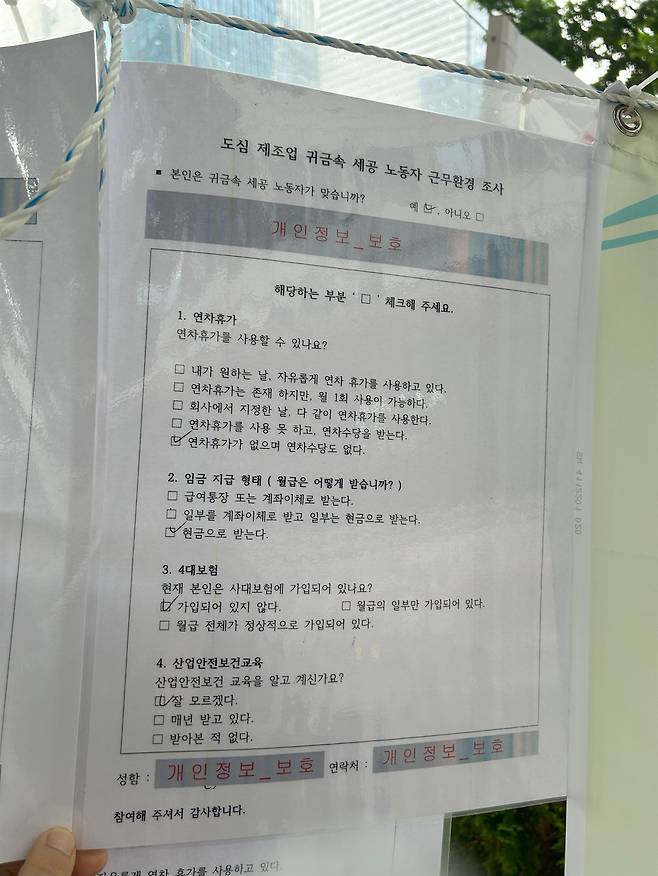 도심 제조업 귀금속 세공 노동자 근무환경 조사
▪ 본인은 귀금속 세공 노동자가 맞습니까? 예 ☑, 아니오 □
개인정보_보호
해당하는 부분 ' □ ' 체크해 주세요.
1. 연차휴가
연차휴가를 사용할 수 있나요?
□ 내가 원하는 날, 자유롭게 연차 휴가를 사용하고 있다.
□ 연차휴가는 존재 하지만, 월 1회 사용이 가능하다.
□ 회사에서 지정한 날, 다 같이 연차휴가를 사용한다.
□ 연차휴가를 사용 못 하고, 연차수당을 받는다.
☑ 연차휴가가 없으며 연차수당도 없다.
2. 임금 지급 형태 ( 월급은 어떻게 받습니까? )
□ 급여통장 또는 계좌이체로 받는다.
□ 일부를 계좌이체로 받고 일부는 현금으로 받는다.
☑ 현금으로 받는다.
3. 4대보험
현재 본인은 사대보험에 가입되어 있나요?
☑ 가입되어 있지 않다. □ 월급의 일부만 가입되어 있다.
□ 월급 전체가 정상적으로 가입되어 있다.
4. 산업안전보건교육
산업안전보건 교육을 알고 계신가요?
☑ 잘 모르겠다.
□ 매년 받고 있다.
□ 받아본 적 없다.
성함 : 개인정보_보호 연락처 : 개인정보_보호
참여해 주셔서 감사합니다.
자유롭게 연차 휴가를 사용하고 있다.